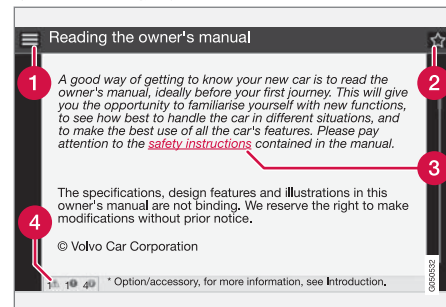 Reading the owner's manual
1
2
A good way of getting to know your new car is to read the
owner's manual, ideally before your first journey. This will give
you the opportunity to familiarise yourself with new functions,
to see how best to handle the car in different situations, and
to make the best use of all the car's features. Please pay
attention to the safety instructions contained in the manual.
3
The specifications, design features and illustrations in this
owner's manual are not binding. We reserve the right to make
modifications without prior notice.
4
© Volvo Car Corporation
1 1 4 * Option/accessory, for more information, see Introduction.
G050532